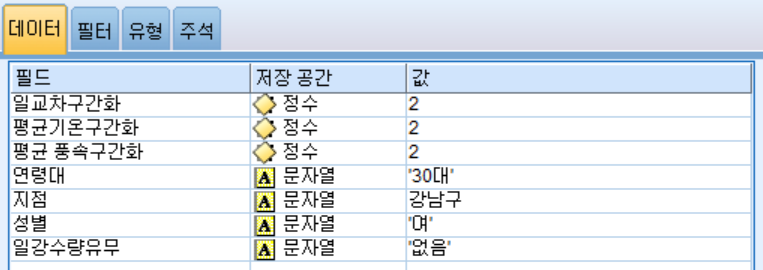 데이터 필터 유형 주석
필드 저장 공간 값
일교차구간화 정수 2
평균기온구간화 정수 2
평균 풍속구간화 정수 2
연령대 A 문자열 '30대'
지점 A 문자열 강남구
성별 A 문자열 '여'
일강수량유무 A 문자열 '없음'